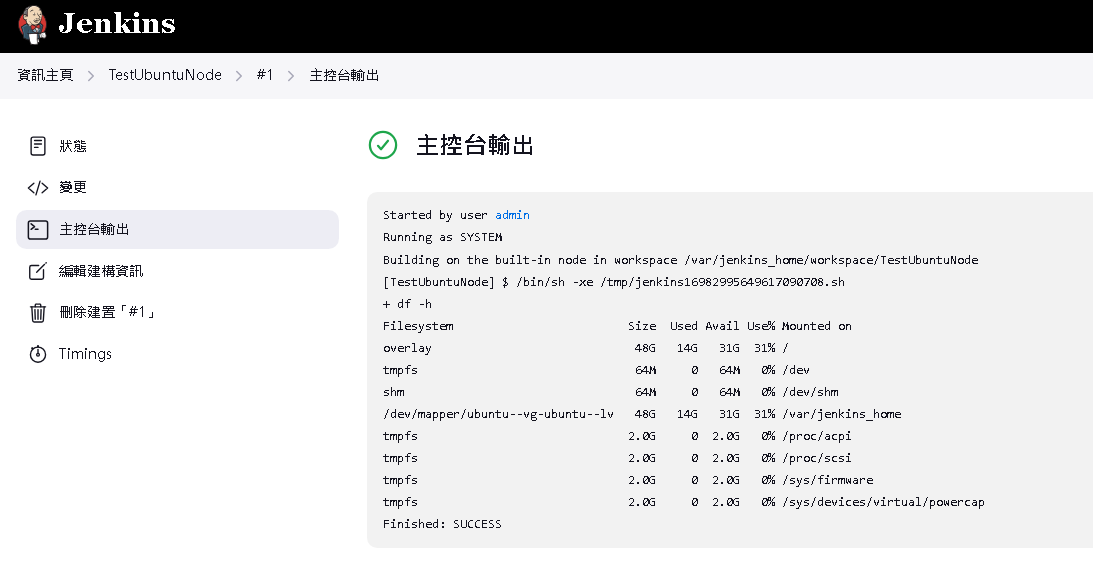 Jenkins
資訊主頁 > TestUbuntuNode > #1 > 主控台輸出
狀態
變更
主控台輸出
編輯建構資訊
刪除建置「#1」
Timings
主控台輸出
Started by user admin
Running as SYSTEM
Building on the built-in node in workspace /var/jenkins_home/workspace/TestUbuntuNode
[TestUbuntuNode] $ /bin/sh -xe /tmp/jenkins16982995649617090708.sh
+ df -h
Filesystem Size Used Avail Use% Mounted on
overlay 48G 14G 31G 31% /
tmpfs 64M 0 64M 0% /dev
shm 64M 0 64M 0% /dev/shm
/dev/mapper/ubuntu--vg-ubuntu--lv 48G 14G 31G 31% /var/jenkins_home
tmpfs 2.0G 0 2.0G 0% /proc/acpi
tmpfs 2.0G 0 2.0G 0% /proc/scsi
tmpfs 2.0G 0 2.0G 0% /sys/firmware
tmpfs 2.0G 0 2.0G 0% /sys/devices/virtual/powercap
Finished: SUCCESS